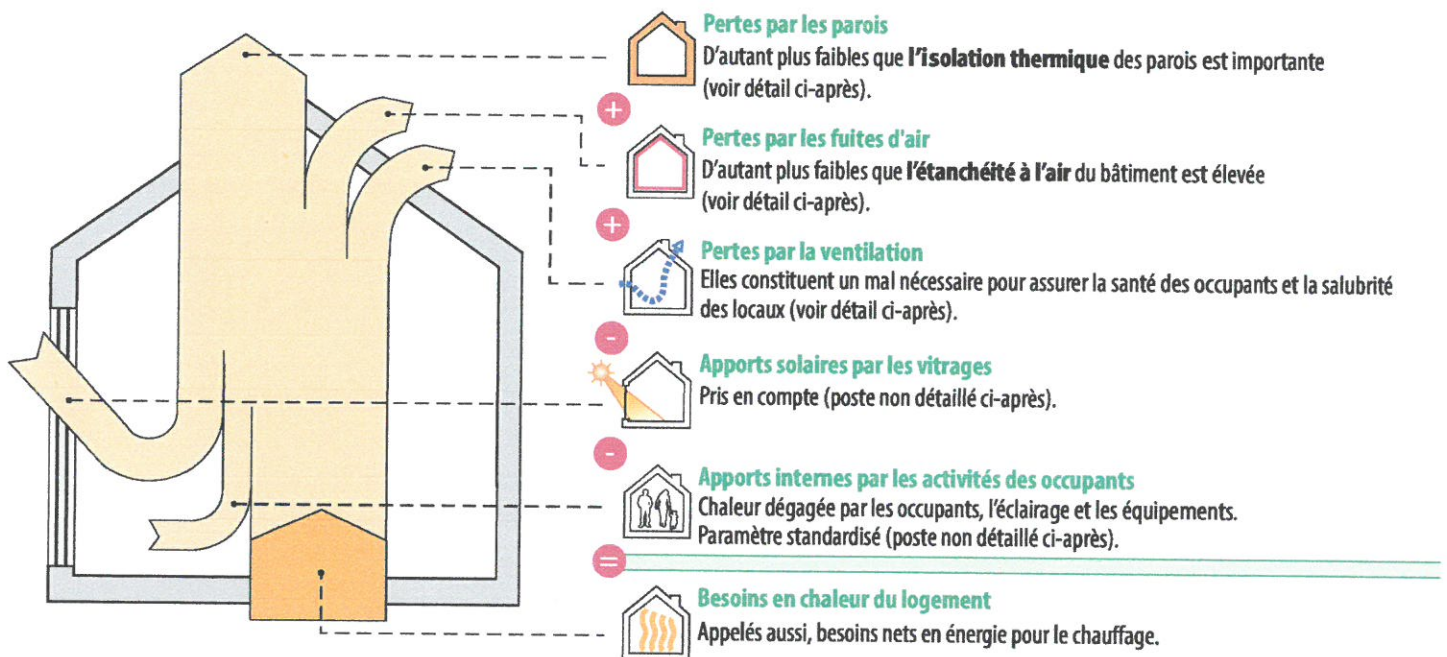 Pertes par les parois
D'autant plus faibles que l'isolation thermique des parois est importante
(voir détail ci-après).
+
Pertes par les fuites d'air
D'autant plus faibles que l'étanchéité à l'air du bâtiment est élevée
(voir détail ci-après).
+
Pertes par la ventilation
Elles constituent un mal nécessaire pour assurer la santé des occupants et la salubrité
des locaux (voir détail ci-après).
-
Apports solaires par les vitrages
Pris en compte (poste non détaillé ci-après).
-
Apports internes par les activités des occupants
Chaleur dégagée par les occupants, l'éclairage et les équipements.
Paramètre standardisé (poste non détaillé ci-après).
=
Besoins en chaleur du logement
Appelés aussi, besoins nets en énergie pour le chauffage.